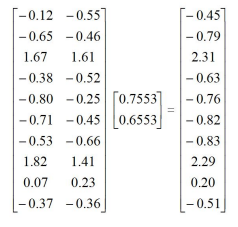 − 0.12 − 0.55 − 0.45
− 0.65 − 0.46 − 0.79
1.67 1.61 2.31
− 0.38 − 0.52 − 0.63
− 0.80 − 0.25 0.7553 = − 0.76
− 0.71 − 0.45 0.6553 − 0.82
− 0.53 − 0.66 − 0.83
1.82 1.41 2.29
0.07 0.23 0.20
− 0.37 − 0.36 − 0.51